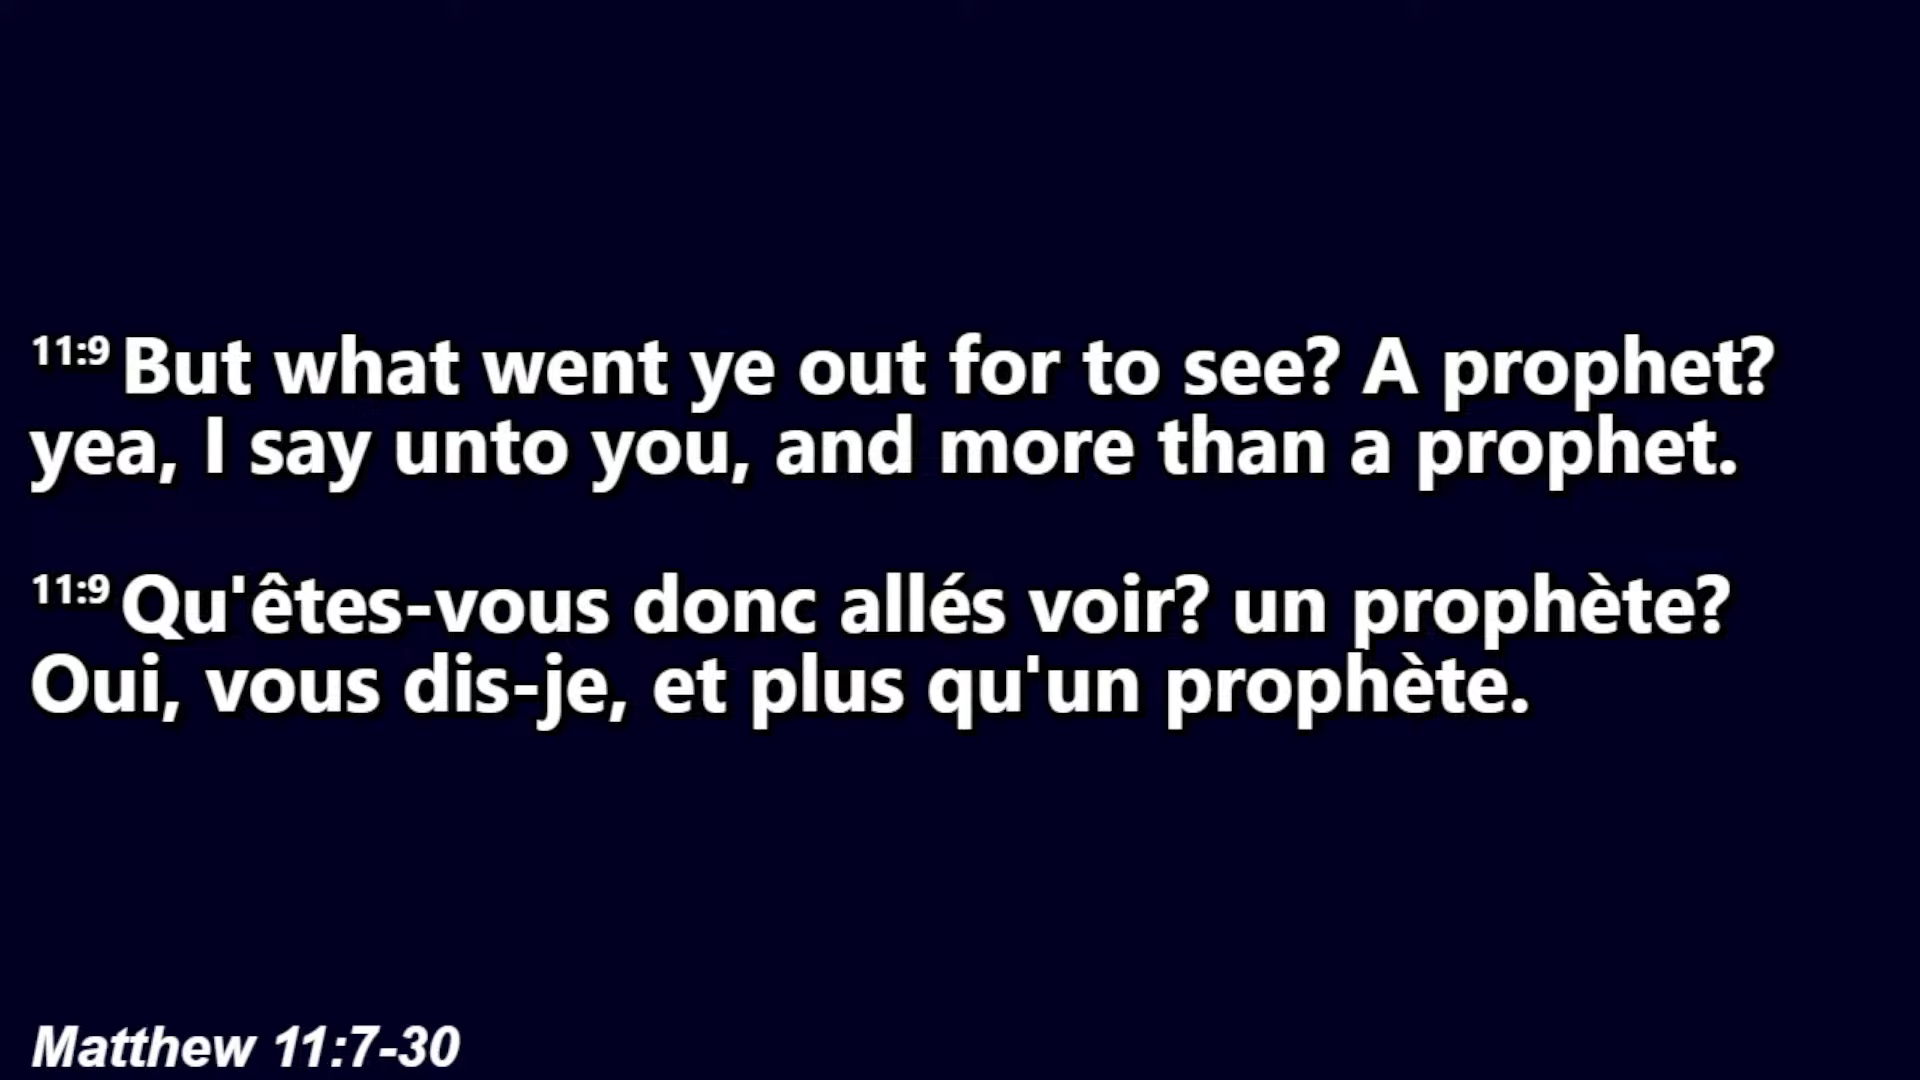 11:9 But what went ye out for to see? A prophet?
yea, I say unto you, and more than a prophet.
11:9 Qu'êtes-vous donc allés voir? un prophète?
Oui, vous dis-je, et plus qu'un prophète.
Matthew 11:7-30